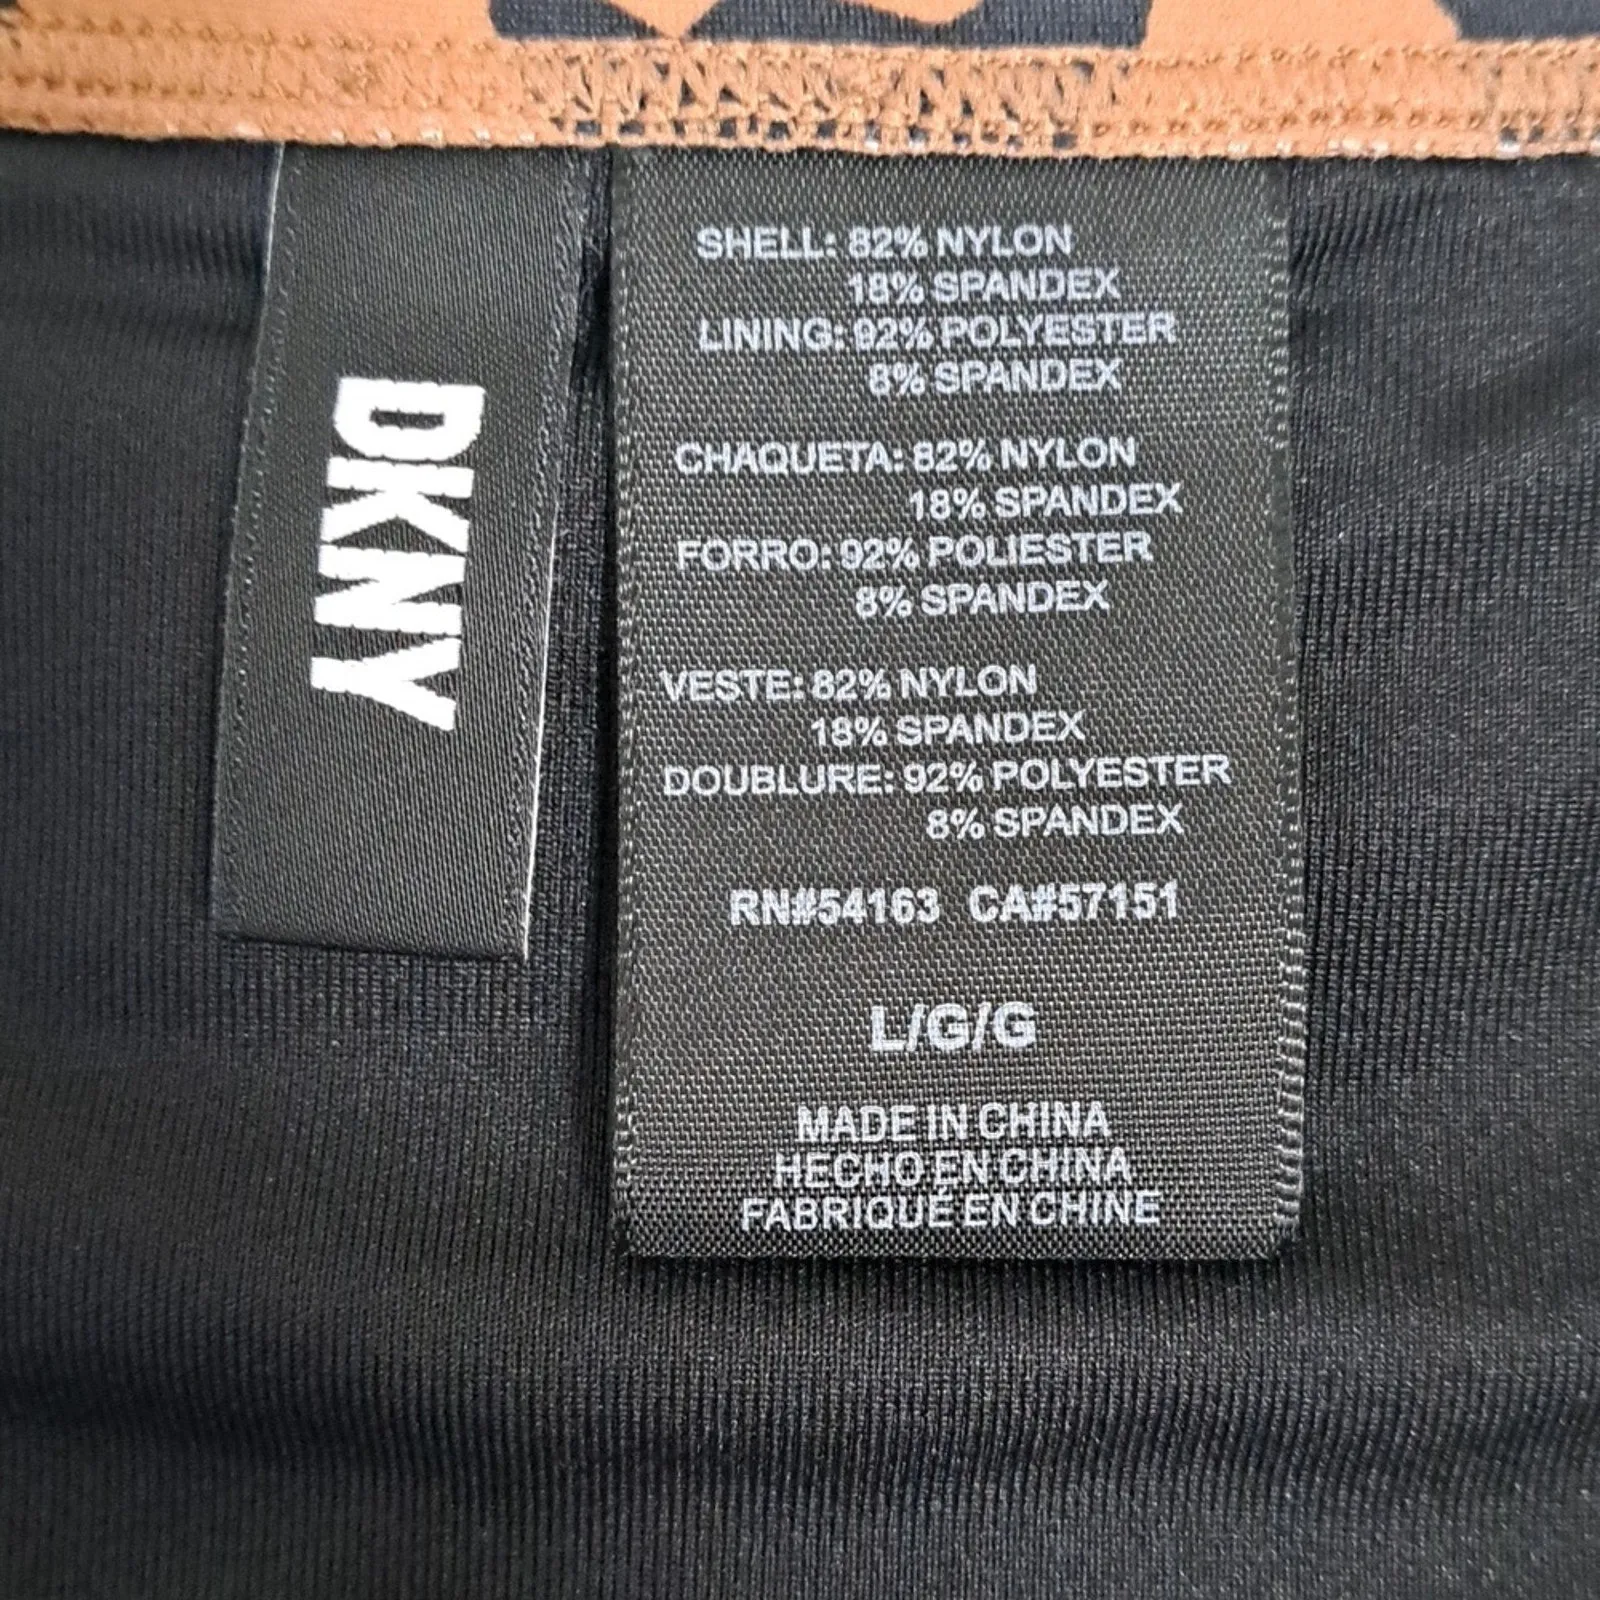 DKNY
SHELL: 82% NYLON
18% SPANDEX
LINING: 92% POLYESTER
8% SPANDEX
CHAQUETA: 82% NYLON
18% SPANDEX
FORRO: 92% POLIESTER
8% SPANDEX
VESTE: 82% NYLON
18% SPANDEX
DOUBLURE: 92% POLYESTER
8% SPANDEX
RN#54163 CA#57151
L/G/G
MADE IN CHINA
HECHO EN CHINA
FABRIQUÉ EN CHINE